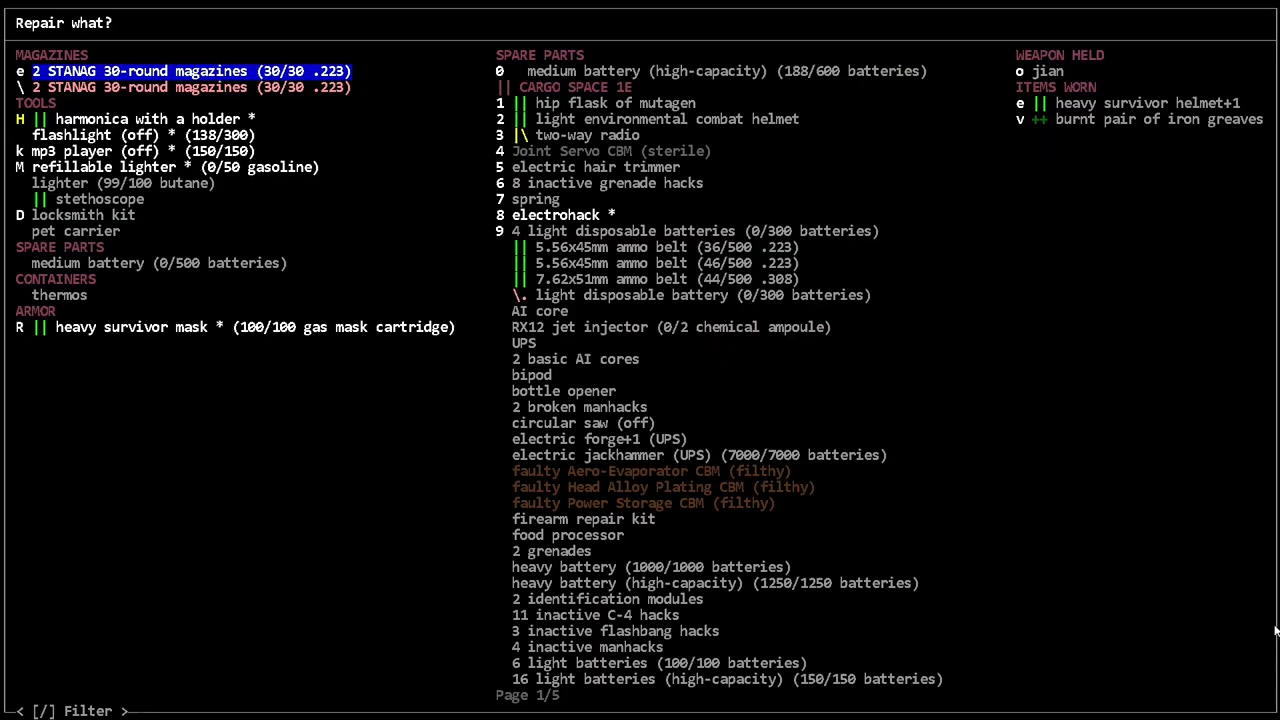 Repair what?
MAGAZINES
e 2 STANAG 30-round magazines (30/30 .223)
\ 2 STANAG 30-round magazines (30/30 .223)
TOOLS
H || harmonica with a holder *
flashlight (off) * (138/300)
k mp3 player (off) * (150/150)
M refillable lighter * (0/50 gasoline)
lighter (99/100 butane)
|| stethoscope
D locksmith kit
pet carrier
SPARE PARTS
medium battery (0/500 batteries)
CONTAINERS
thermos
ARMOR
R || heavy survivor mask * (100/100 gas mask cartridge)
SPARE PARTS
0 medium battery (high-capacity) (188/600 batteries)
|| CARGO SPACE 1E
1 || hip flask of mutagen
2 || light environmental combat helmet
3 |\ two-way radio
4 Joint Servo CBM (sterile)
5 electric hair trimmer
6 8 inactive grenade hacks
7 spring
8 electrohack *
9 4 light disposable batteries (0/300 batteries)
|| 5.56x45mm ammo belt (36/500 .223)
|| 5.56x45mm ammo belt (46/500 .223)
|| 7.62x51mm ammo belt (44/500 .308)
\. light disposable battery (0/300 batteries)
AI core
RX12 jet injector (0/2 chemical ampoule)
UPS
2 basic AI cores
bipod
bottle opener
2 broken manhacks
circular saw (off)
electric forge+1 (UPS)
electric jackhammer (UPS) (7000/7000 batteries)
faulty Aero-Evaporator CBM (filthy)
faulty Head Alloy Plating CBM (filthy)
faulty Power Storage CBM (filthy)
firearm repair kit
food processor
2 grenades
heavy battery (1000/1000 batteries)
heavy battery (high-capacity) (1250/1250 batteries)
2 identification modules
11 inactive C-4 hacks
3 inactive flashbang hacks
4 inactive manhacks
6 light batteries (100/100 batteries)
16 light batteries (high-capacity) (150/150 batteries)
Page 1/5
WEAPON HELD
o jian
ITEMS WORN
e || heavy survivor helmet+1
v ++ burnt pair of iron greaves
< [/] Filter >